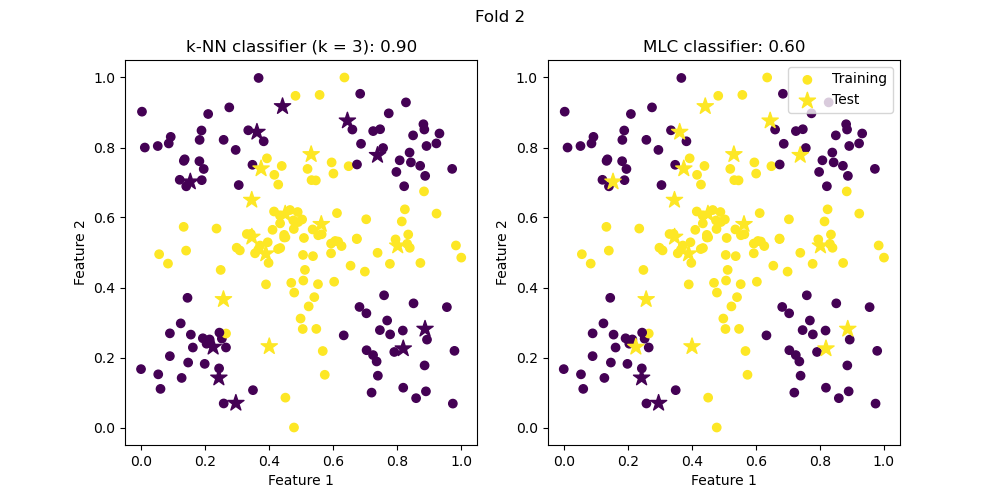 Fold 2
k-NN classifier (k = 3): 0.90
1.0
0.8
0.6
0.4
0.2
0.0
Feature 2
0.0 0.2 0.4 0.6 0.8 1.0
Feature 1
MLC classifier: 0.60
Training
Test
1.0
0.8
0.6
0.4
0.2
0.0
Feature 2
0.0 0.2 0.4 0.6 0.8 1.0
Feature 1